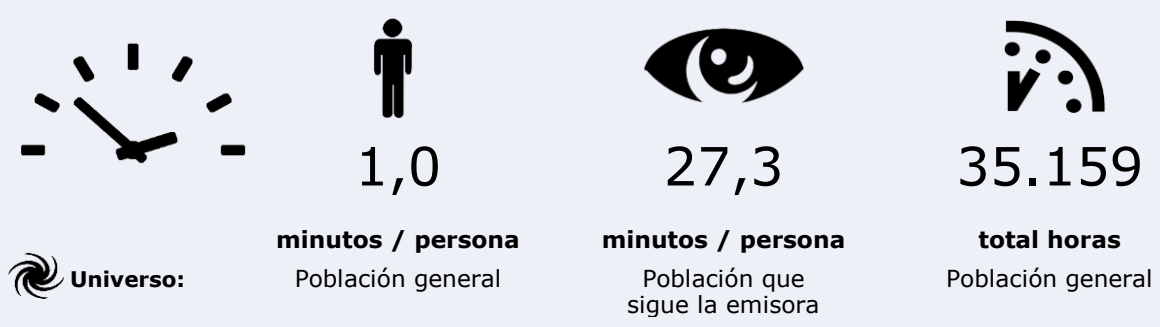 1,0
27,3
35.159
minutos / persona
minutos / persona
total horas
Universo:
Población general
Población que
sigue la emisora
Población general